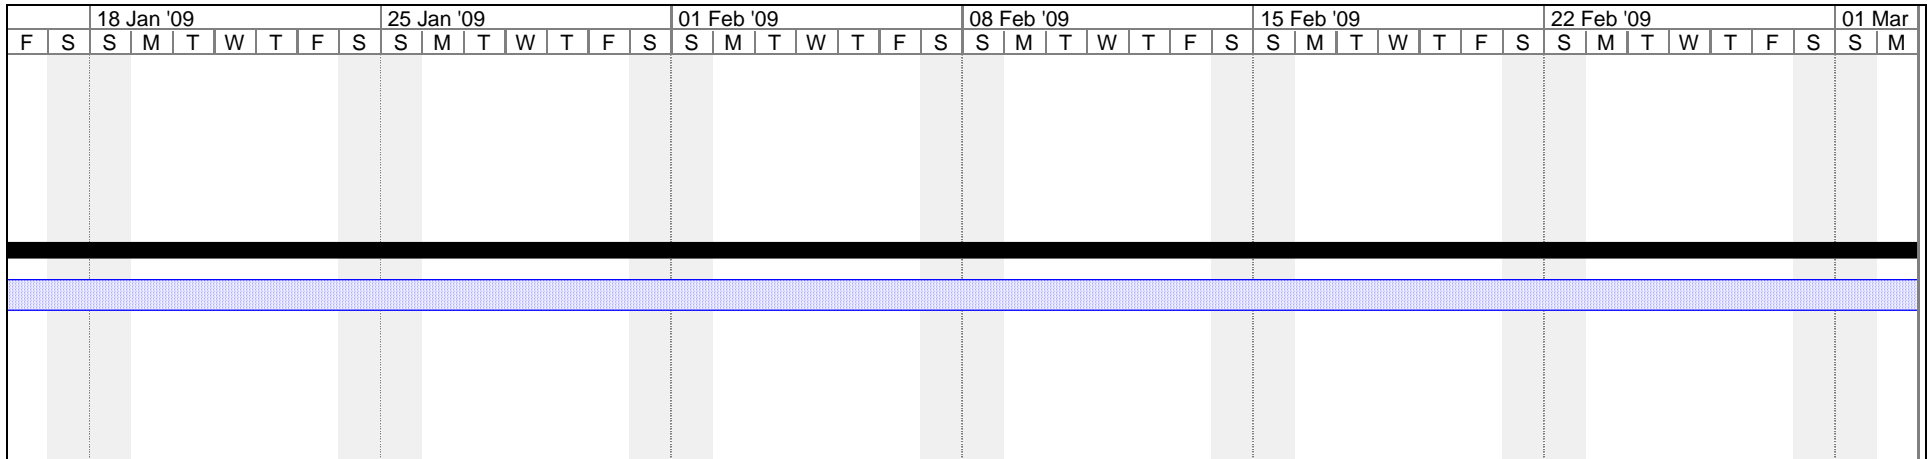 18 Jan '09 25 Jan '09 01 Feb '09 08 Feb '09 15 Feb '09 22 Feb '09 01 Mar
F S S M T W T F S S M T W T F S S M T W T F S S M T W T F S S M T W T F S S M T W T F S S M